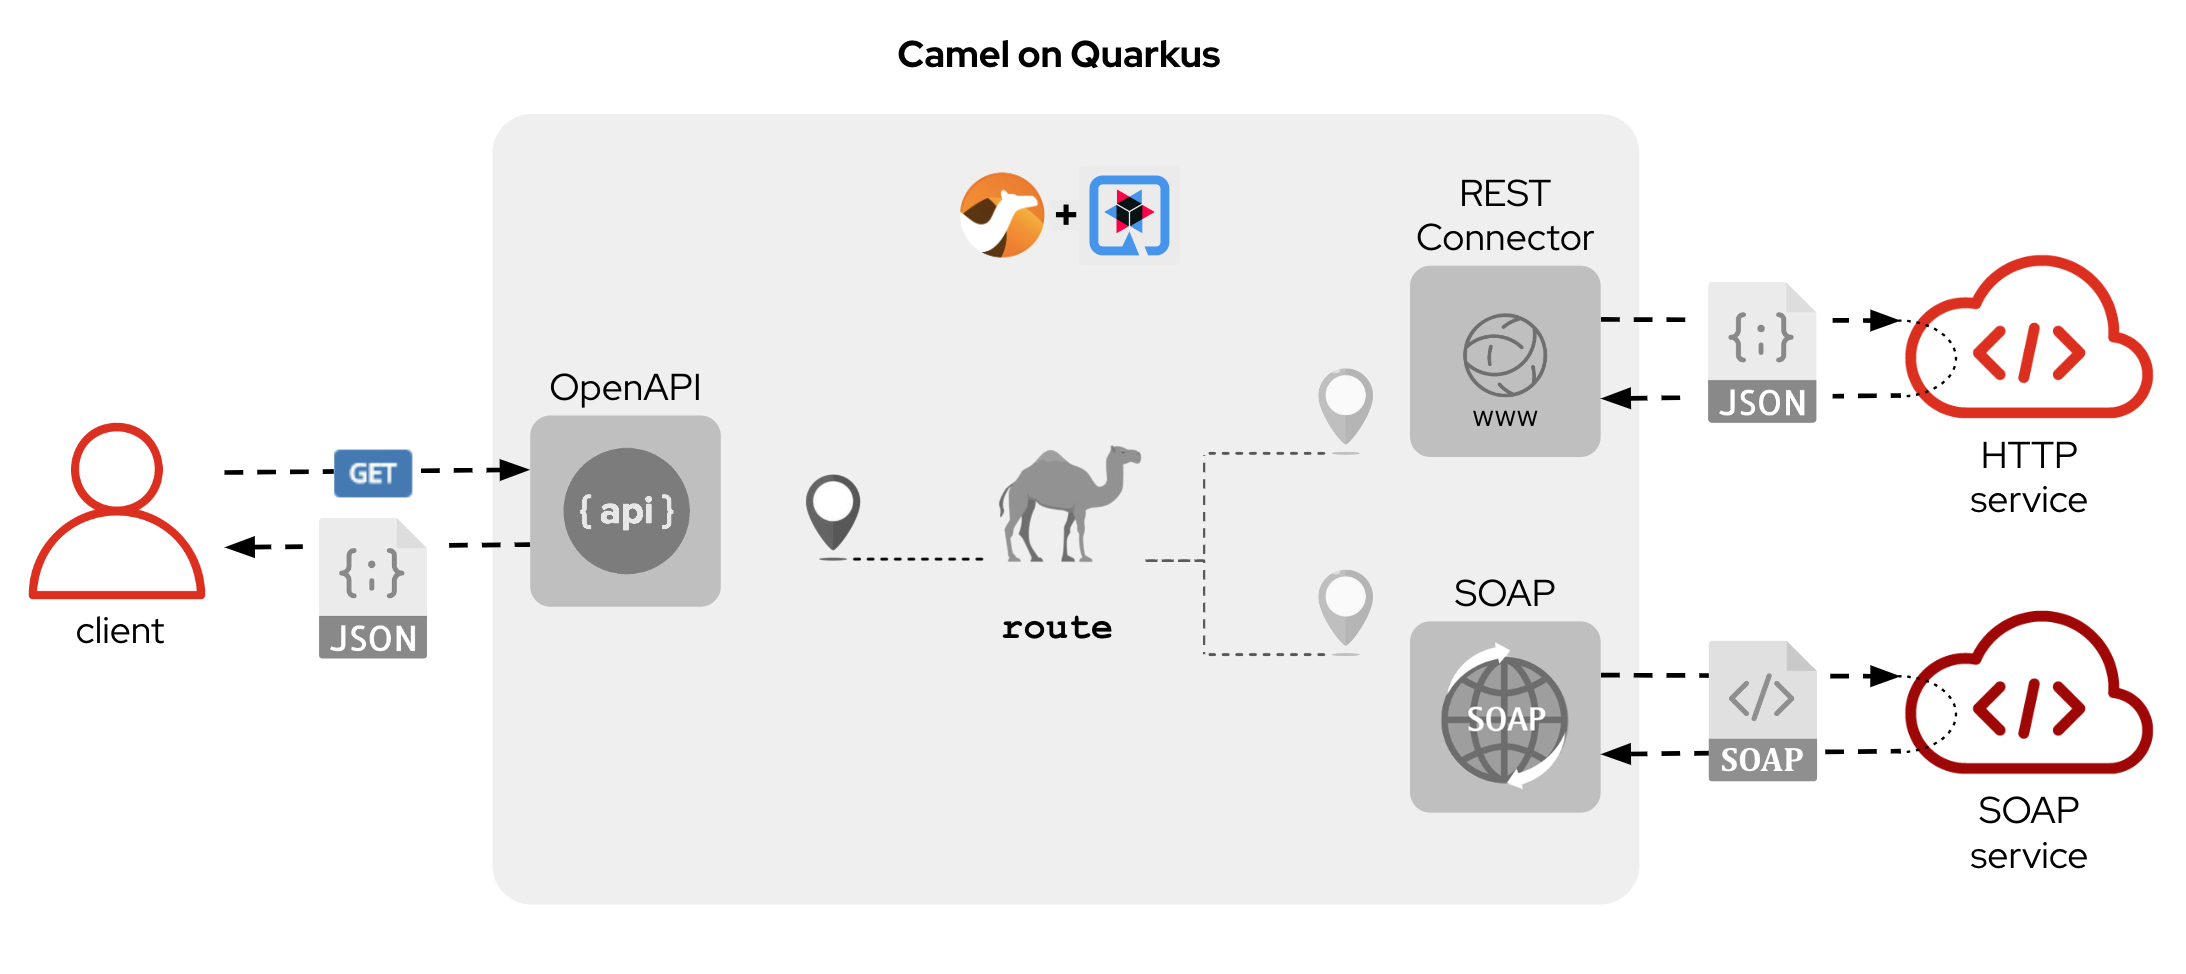 Camel on Quarkus
+
REST
Connector
www
{;}
JSON
</>
HTTP
service
OpenAPI
{api}
GET
{;}
JSON
client
route
SOAP
SOAP
</>
SOAP
</>
SOAP
service